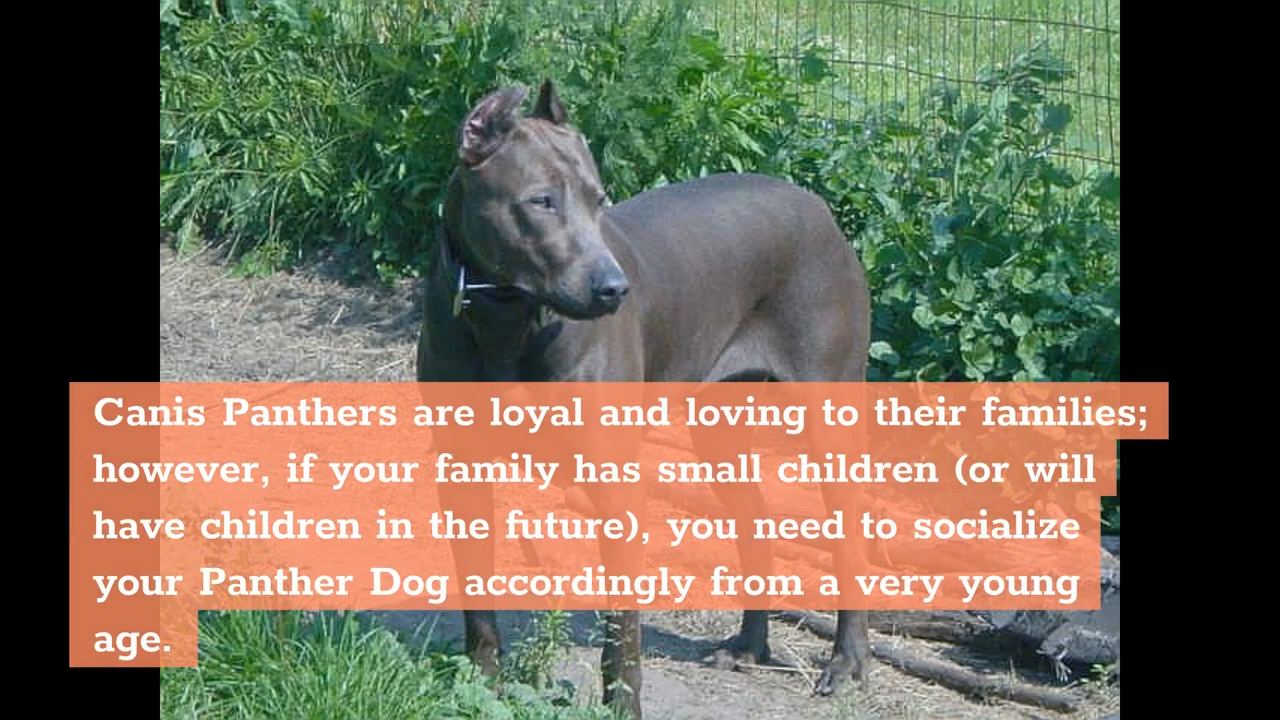 Canis Panthers are loyal and loving to their families;
however, if your family has small children (or will
have children in the future), you need to socialize
your Panther Dog accordingly from a very young
age.